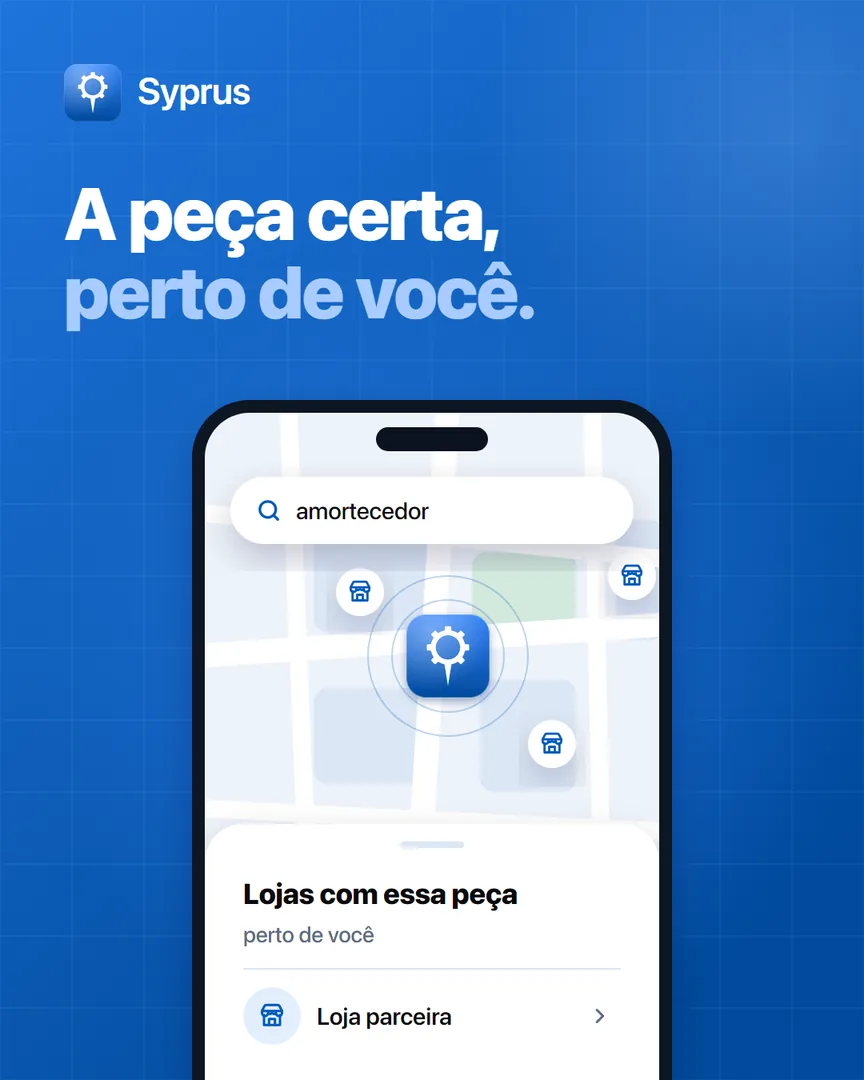 Syprus
A peça certa,
perto de você.
amortecedor
Lojas com essa peça
perto de você
Loja parceira